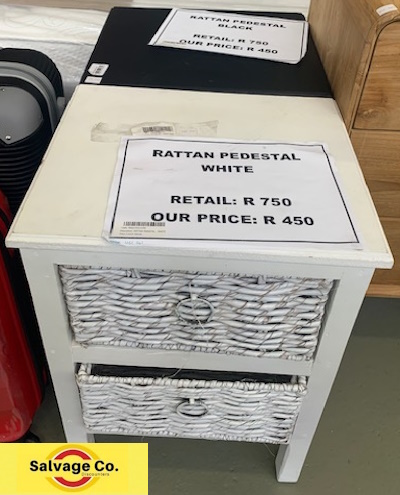 RATTAN PEDESTAL
BLACK
RETAIL: R 750
OUR PRICE: R 450
RATTAN PEDESTAL
WHITE
RETAIL: R 750
OUR PRICE: R 450
Salvage Co.